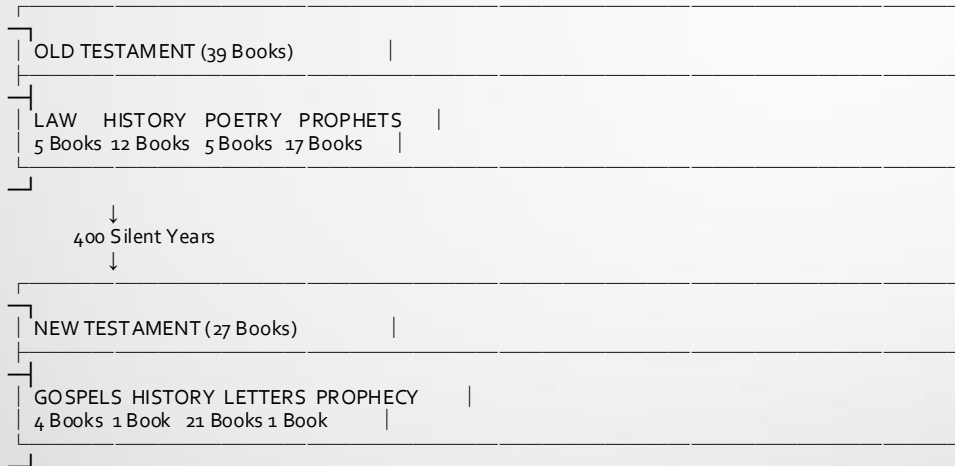 OLD TESTAMENT (39 Books)
LAW HISTORY POETRY PROPHETS
5 Books 12 Books 5 Books 17 Books
↓
400 Silent Years
↓
NEW TESTAMENT (27 Books)
GOSPELS HISTORY LETTERS PROPHECY
4 Books 1 Book 21 Books 1 Book